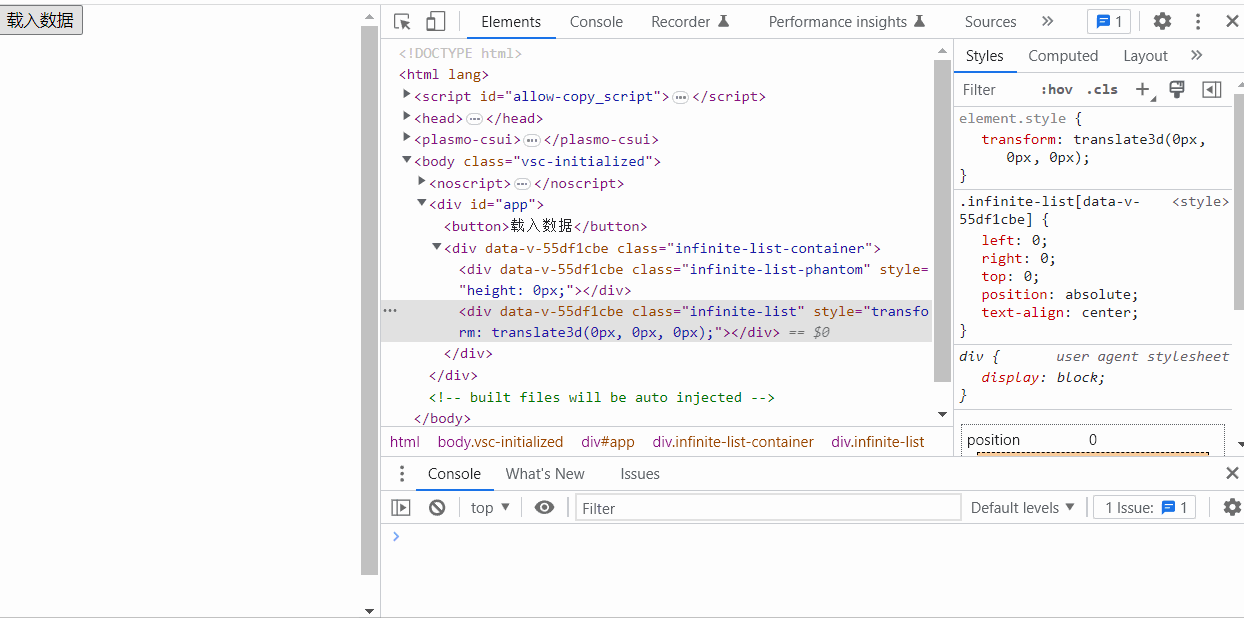 载入数据
Elements Console Recorder Performance insights Sources » 1
<!DOCTYPE html>
<html lang>
<script id="allow-copy_script">…</script>
<head>…</head>
<plasmo-csui>…</plasmo-csui>
<body class="vsc-initialized">
<noscript>…</noscript>
<div id="app">
<button>载入数据</button>
<div data-v-55df1cbe class="infinite-list-container">
<div data-v-55df1cbe class="infinite-list-phantom" style=
"height: 0px;"></div>
<div data-v-55df1cbe class="infinite-list" style="transfo
rm: translate3d(0px, 0px, 0px);"></div> == $0
</div>
</div>
<!-- built files will be auto injected -->
</body>
html body.vsc-initialized div#app div.infinite-list-container div.infinite-list
Styles Computed Layout »
Filter :hov .cls +
element.style {
transform: translate3d(0px,
0px, 0px);
}
.infinite-list[data-v- <style>
55df1cbe] {
left: 0;
right: 0;
top: 0;
position: absolute;
text-align: center;
}
div { user agent stylesheet
display: block;
}
position 0
Console What's New Issues
top Filter Default levels 1 Issue: 1